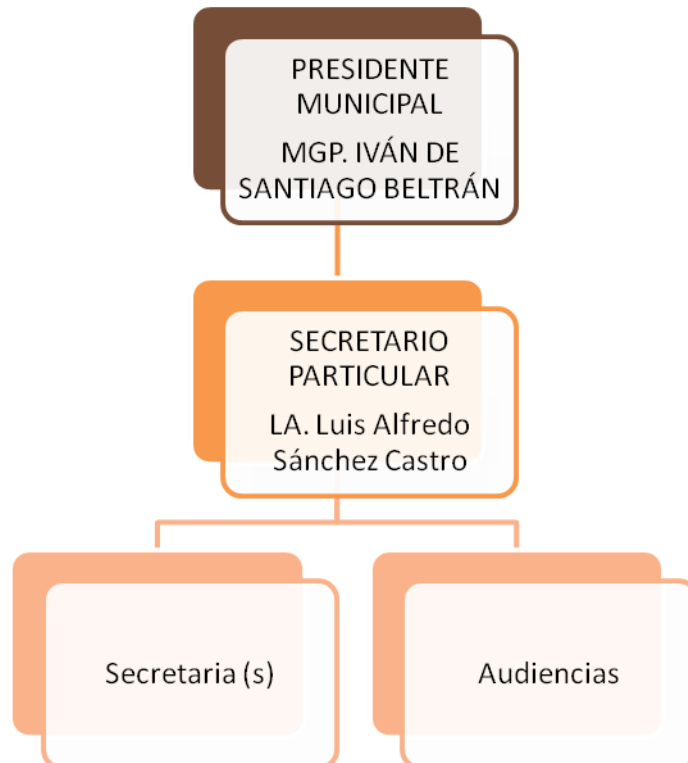 PRESIDENTE
MUNICIPAL
MGP. IVÁN DE
SANTIAGO BELTRÁN
SECRETARIO
PARTICULAR
LA. Luis Alfredo
Sánchez Castro
Secretaria (s)
Audiencias